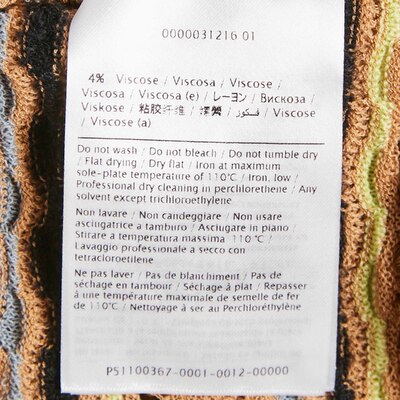 0000031216 01
4% Viscose / Viscosa / Viscose /
Viscosa / Viscosa (e) / レーヨン / Вискоза /
Viskose / 粘胶纤维 / 嫘縈 / فسكوز / Viscose
/ Viscose (a)
Do not wash / Do not bleach / Do not tumble dry
/ Flat drying / Dry flat / Iron at maximum
sole-plate temperature of 110°C / iron, low /
Professional dry cleaning in perchlorethene / Any
solvent except trichloroethylene
Non lavare / Non candeggiare / Non usare
asciugatrice a tamburo / Asciugare in piano /
Stirare a temperatura massima 110 °C /
Lavaggio professionale a secco con
tetracloroetilene
Ne pas laver / Pas de blanchiment / Pas de
séchage en tambour / Séchage à plat / Repasser
à une température maximale de semelle de fer
de 110°C / Nettoyage à ser au Perchloréthylène
PS1100367-0001-0012-00000